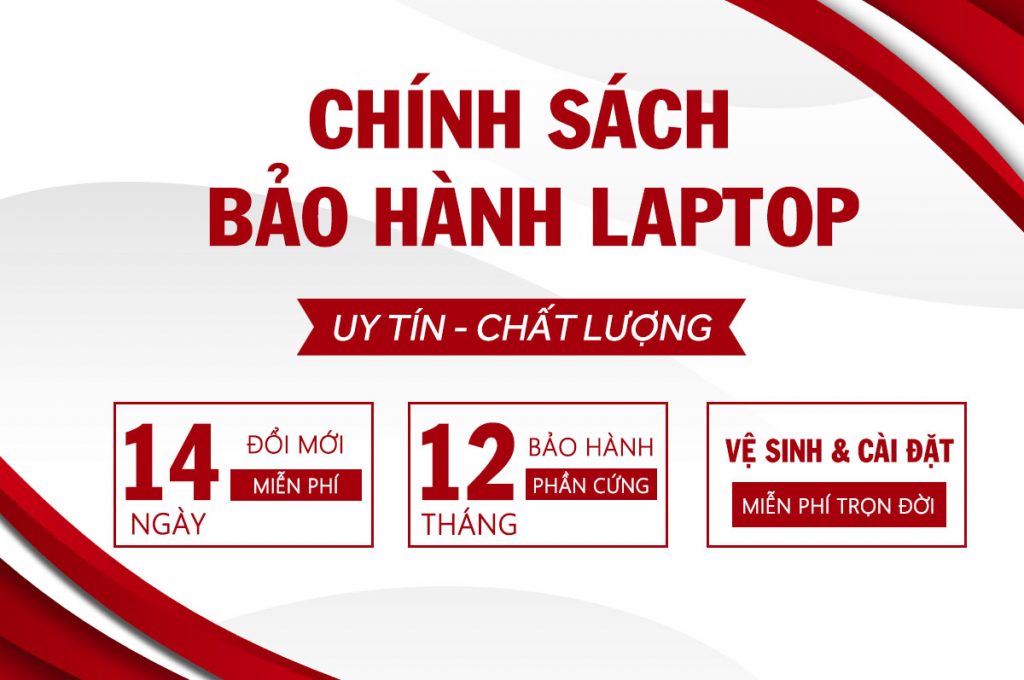 CHÍNH SÁCH
BẢO HÀNH LAPTOP
UY TÍN - CHẤT LƯỢNG
14 NGÀY
ĐỔI MỚI
MIỄN PHÍ
12 THÁNG
BẢO HÀNH
PHẦN CỨNG
VỆ SINH & CÀI ĐẶT
MIỄN PHÍ TRỌN ĐỜI